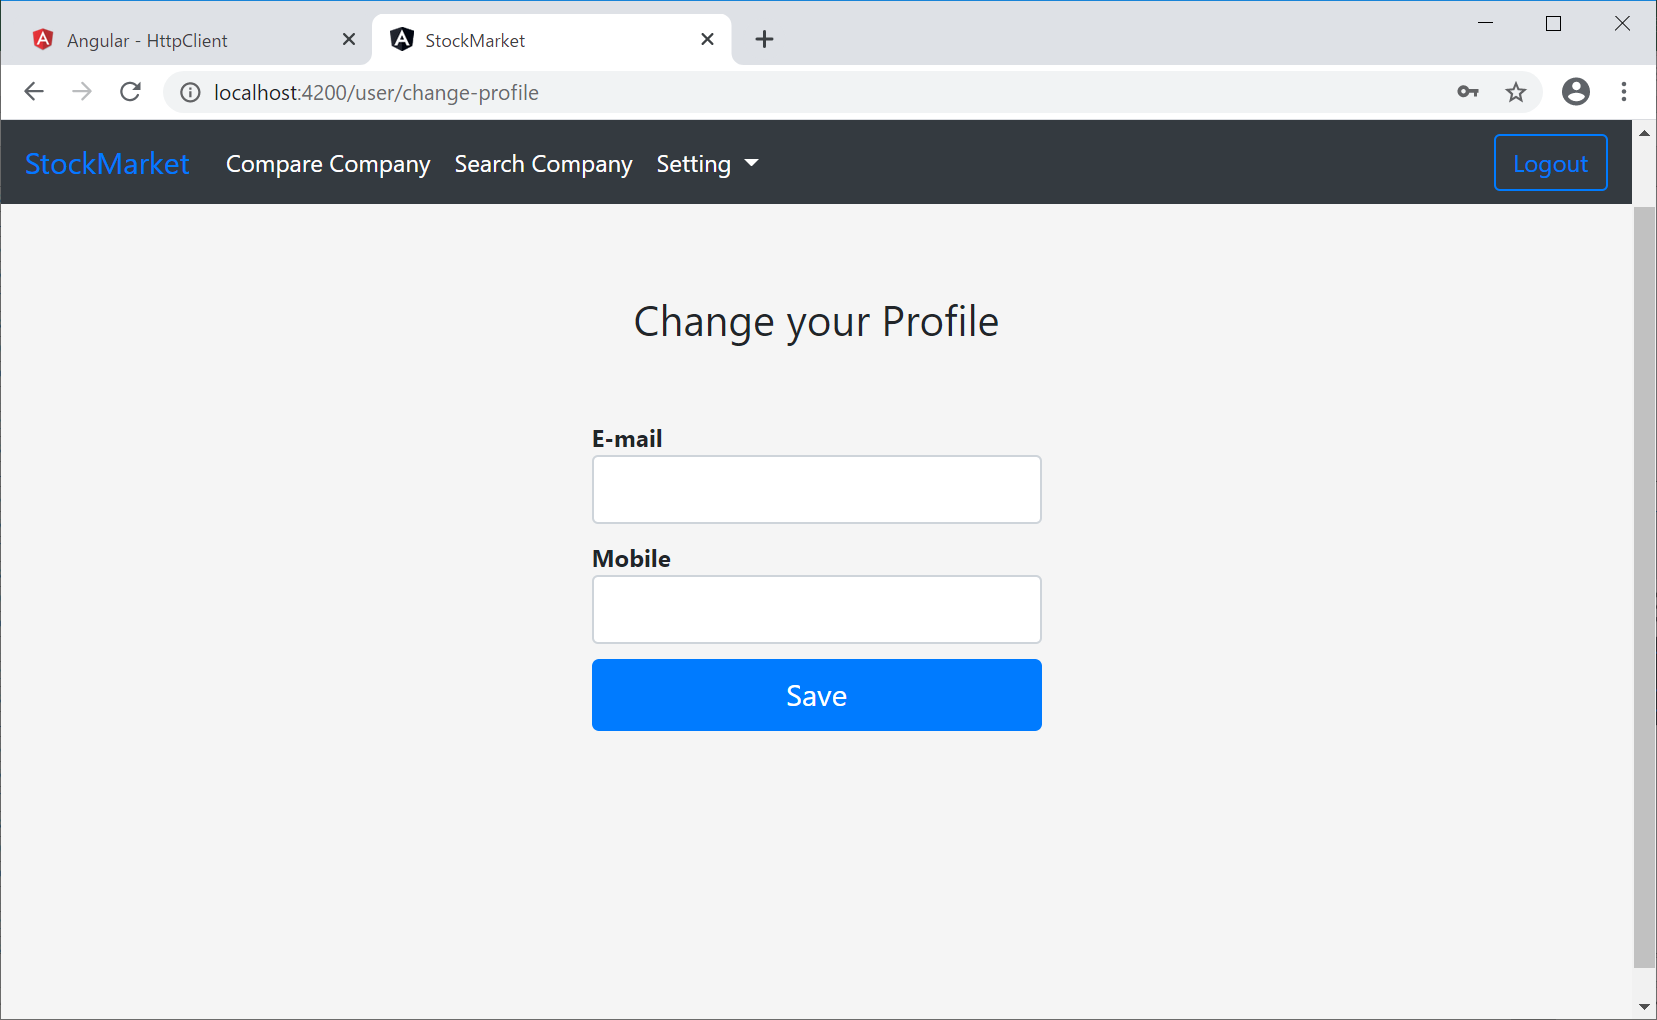 Angular - HttpClient
StockMarket
localhost:4200/user/change-profile
StockMarket Compare Company Search Company Setting Logout
Change your Profile
E-mail
Mobile
Save